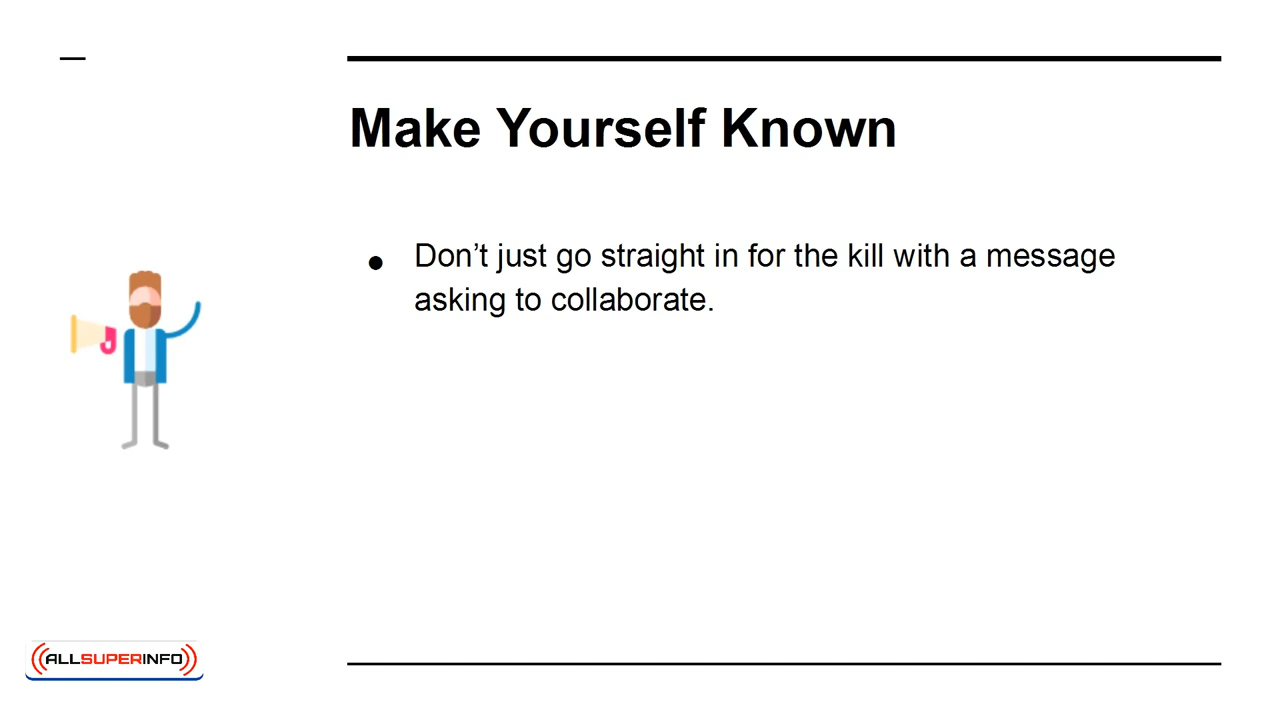 Make Yourself Known
● Don’t just go straight in for the kill with a message
asking to collaborate.
ALLSUPERINFO